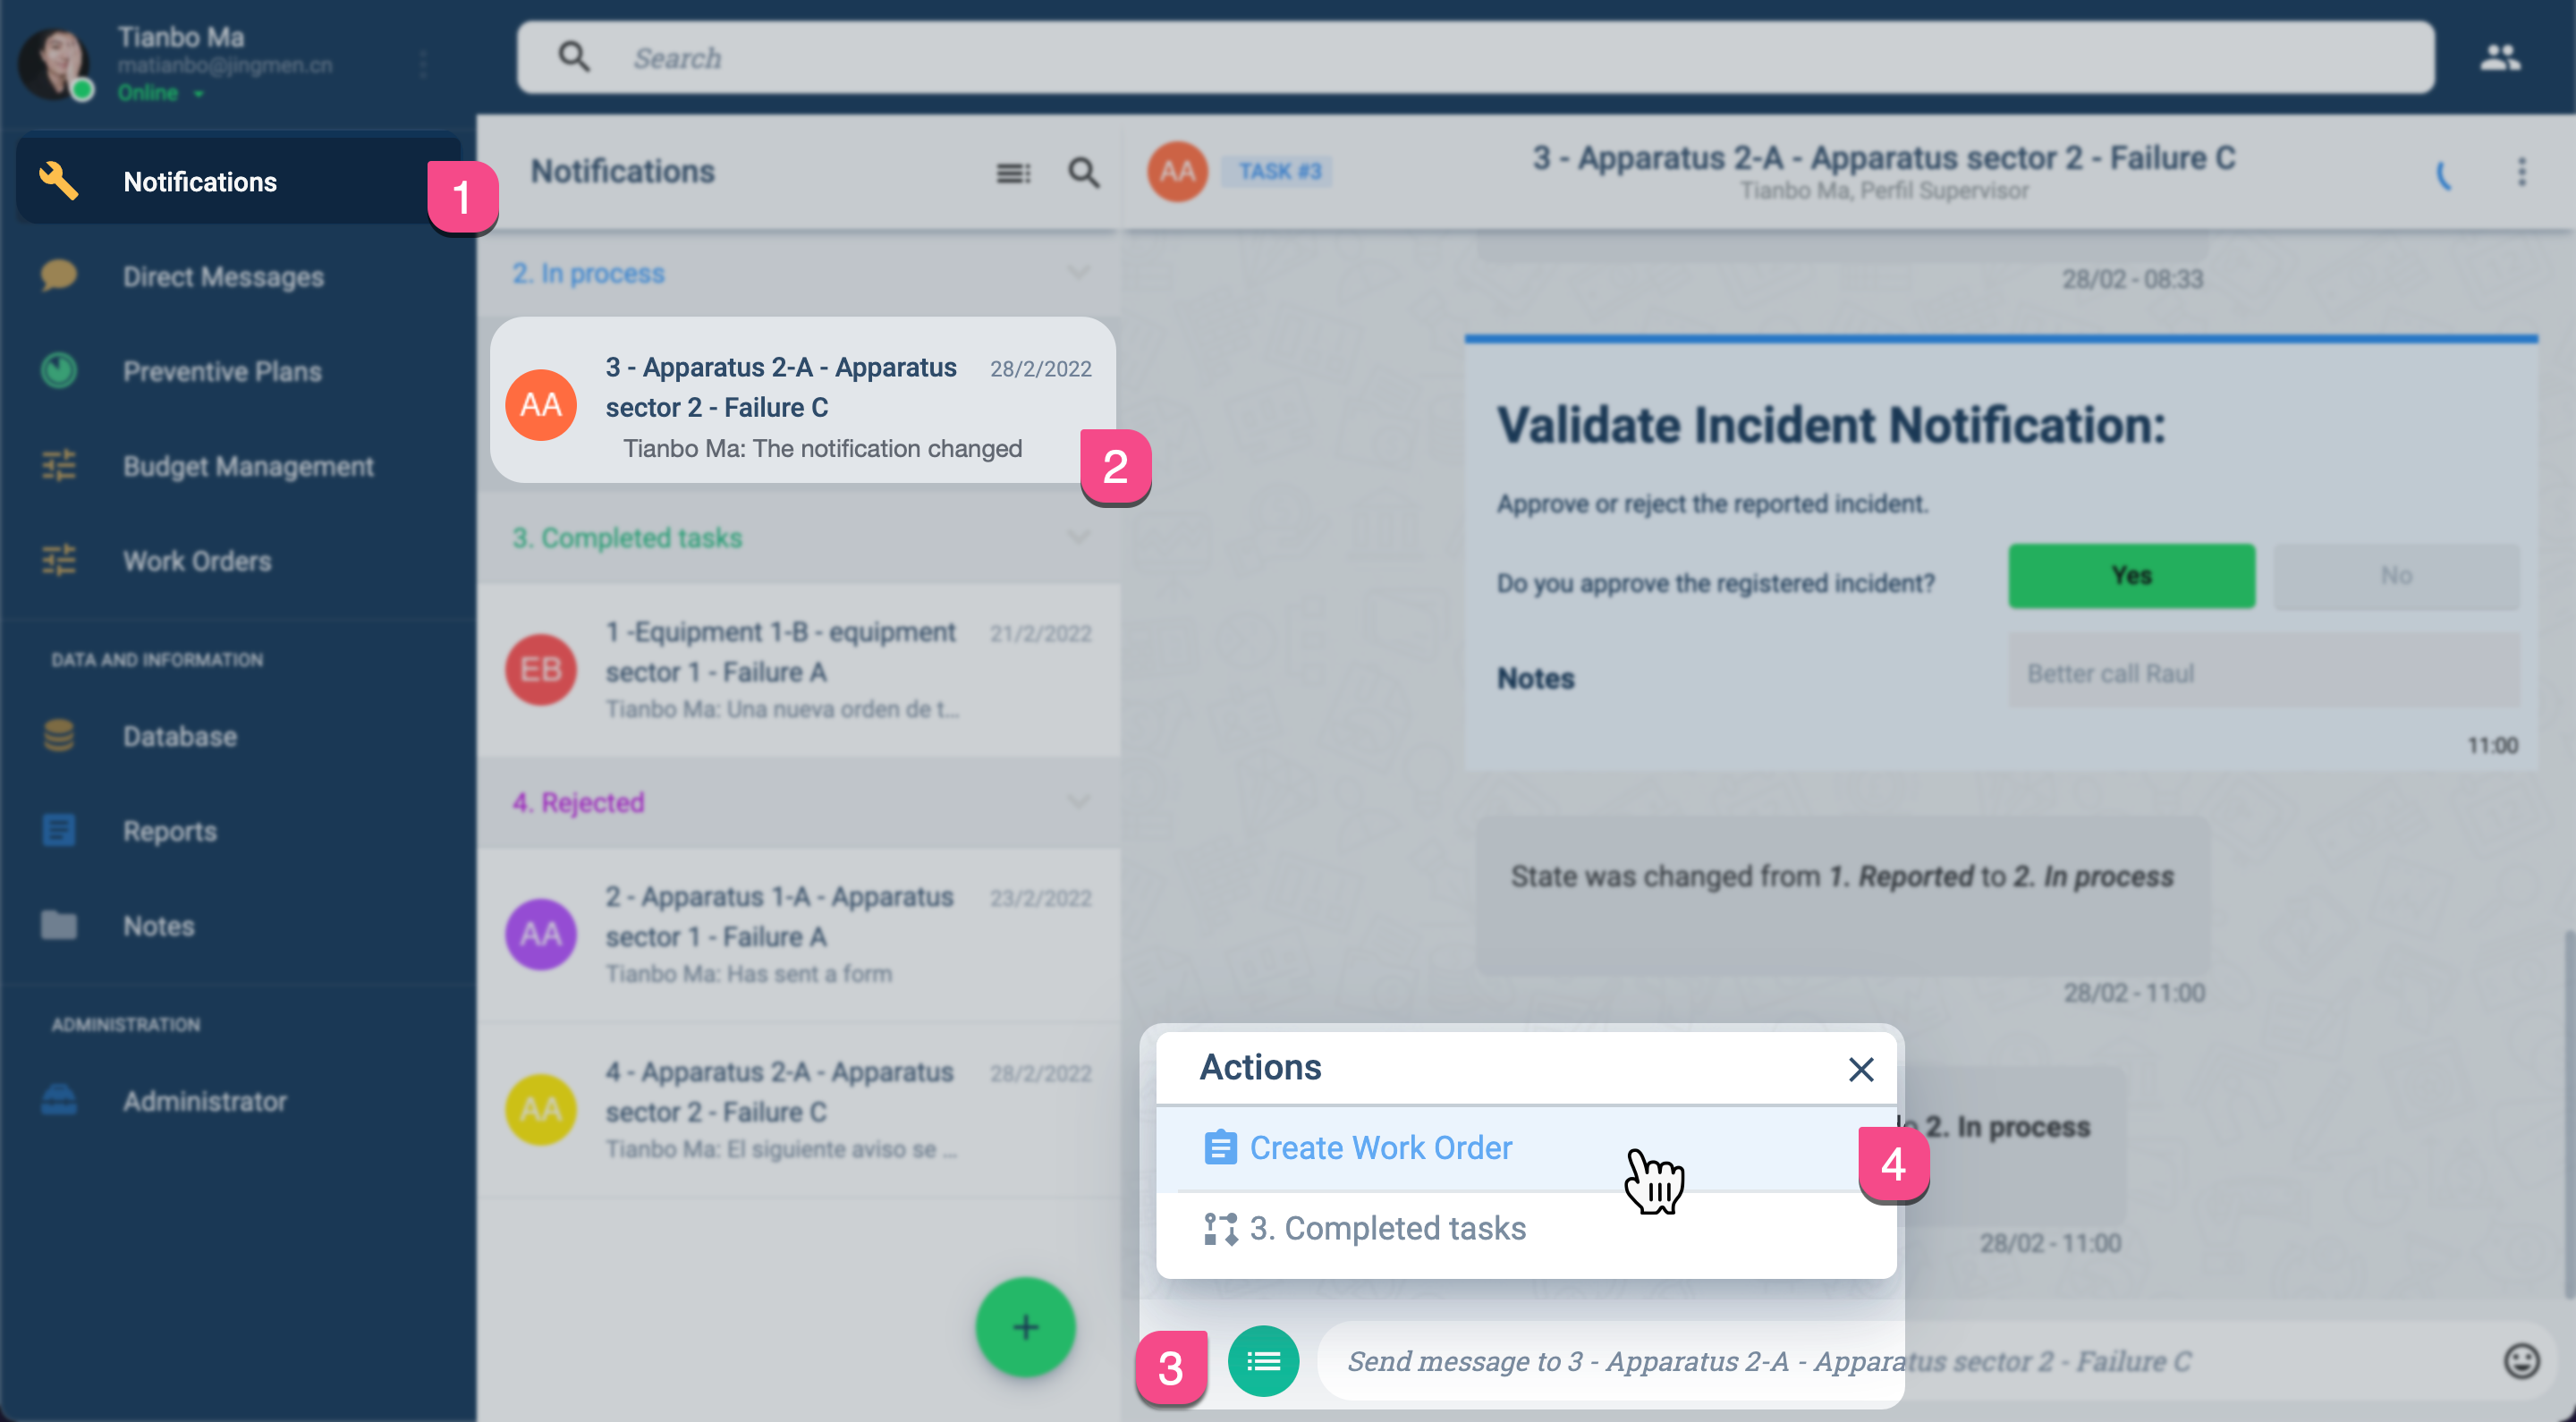 Tianbo Ma
matianbo@jingmen.cn
Online
Search
Notifications
1
Direct Messages
Preventive Plans
Budget Management
Work Orders
DATA AND INFORMATION
Database
Reports
Notes
ADMINISTRATION
Administrator
Notifications
2. In process
AA
3 - Apparatus 2-A - Apparatus
28/2/2022
sector 2 - Failure C
Tianbo Ma: The notification changed
2
3. Completed tasks
EB
1 -Equipment 1-B - equipment
21/2/2022
sector 1 - Failure A
Tianbo Ma: Una nueva orden de t...
4. Rejected
AA
2 - Apparatus 1-A - Apparatus
23/2/2022
sector 1 - Failure A
Tianbo Ma: Has sent a form
AA
4 - Apparatus 2-A - Apparatus
28/2/2022
sector 2 - Failure C
Tianbo Ma: El siguiente aviso se ...
+
AA
TASK #3
3 - Apparatus 2-A - Apparatus sector 2 - Failure C
Tianbo Ma, Perfil Supervisor
28/02 - 08:33
Validate Incident Notification:
Approve or reject the reported incident.
Do you approve the registered incident?
Yes
No
Notes
Better call Raul
11:00
State was changed from 1. Reported to 2. In process
28/02 - 11:00
2. In process
28/02 - 11:00
Actions
Create Work Order
4
3. Completed tasks
3
Send message to 3 - Apparatus 2-A - Apparatus sector 2 - Failure C